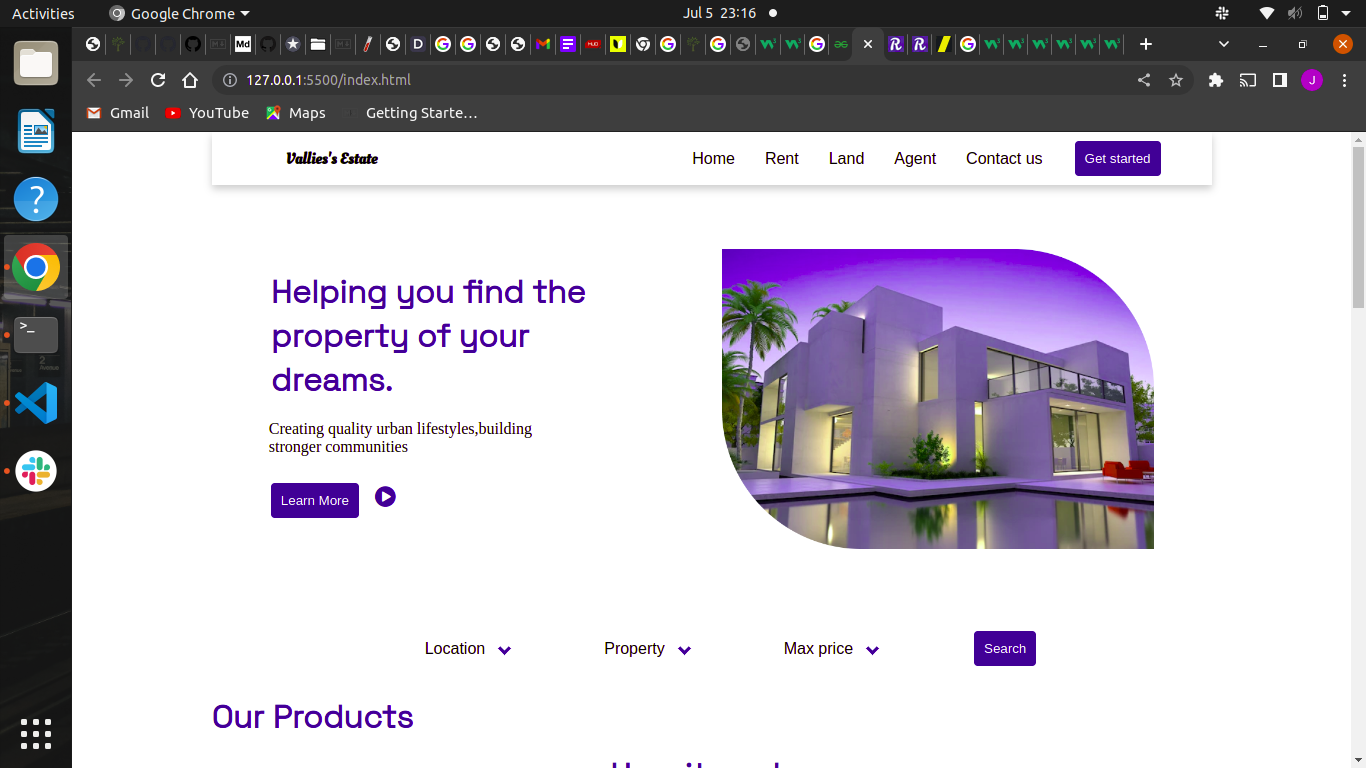 Activities
Google Chrome
Jul 5 23:16
127.0.0.1:5500/index.html
J
Gmail
YouTube
Maps
Getting Starte…
Vallies's Estate
Home
Rent
Land
Agent
Contact us
Get started
Helping you find the
property of your
dreams.
Creating quality urban lifestyles,building
stronger communities
Learn More
Location
Property
Max price
Search
Our Products